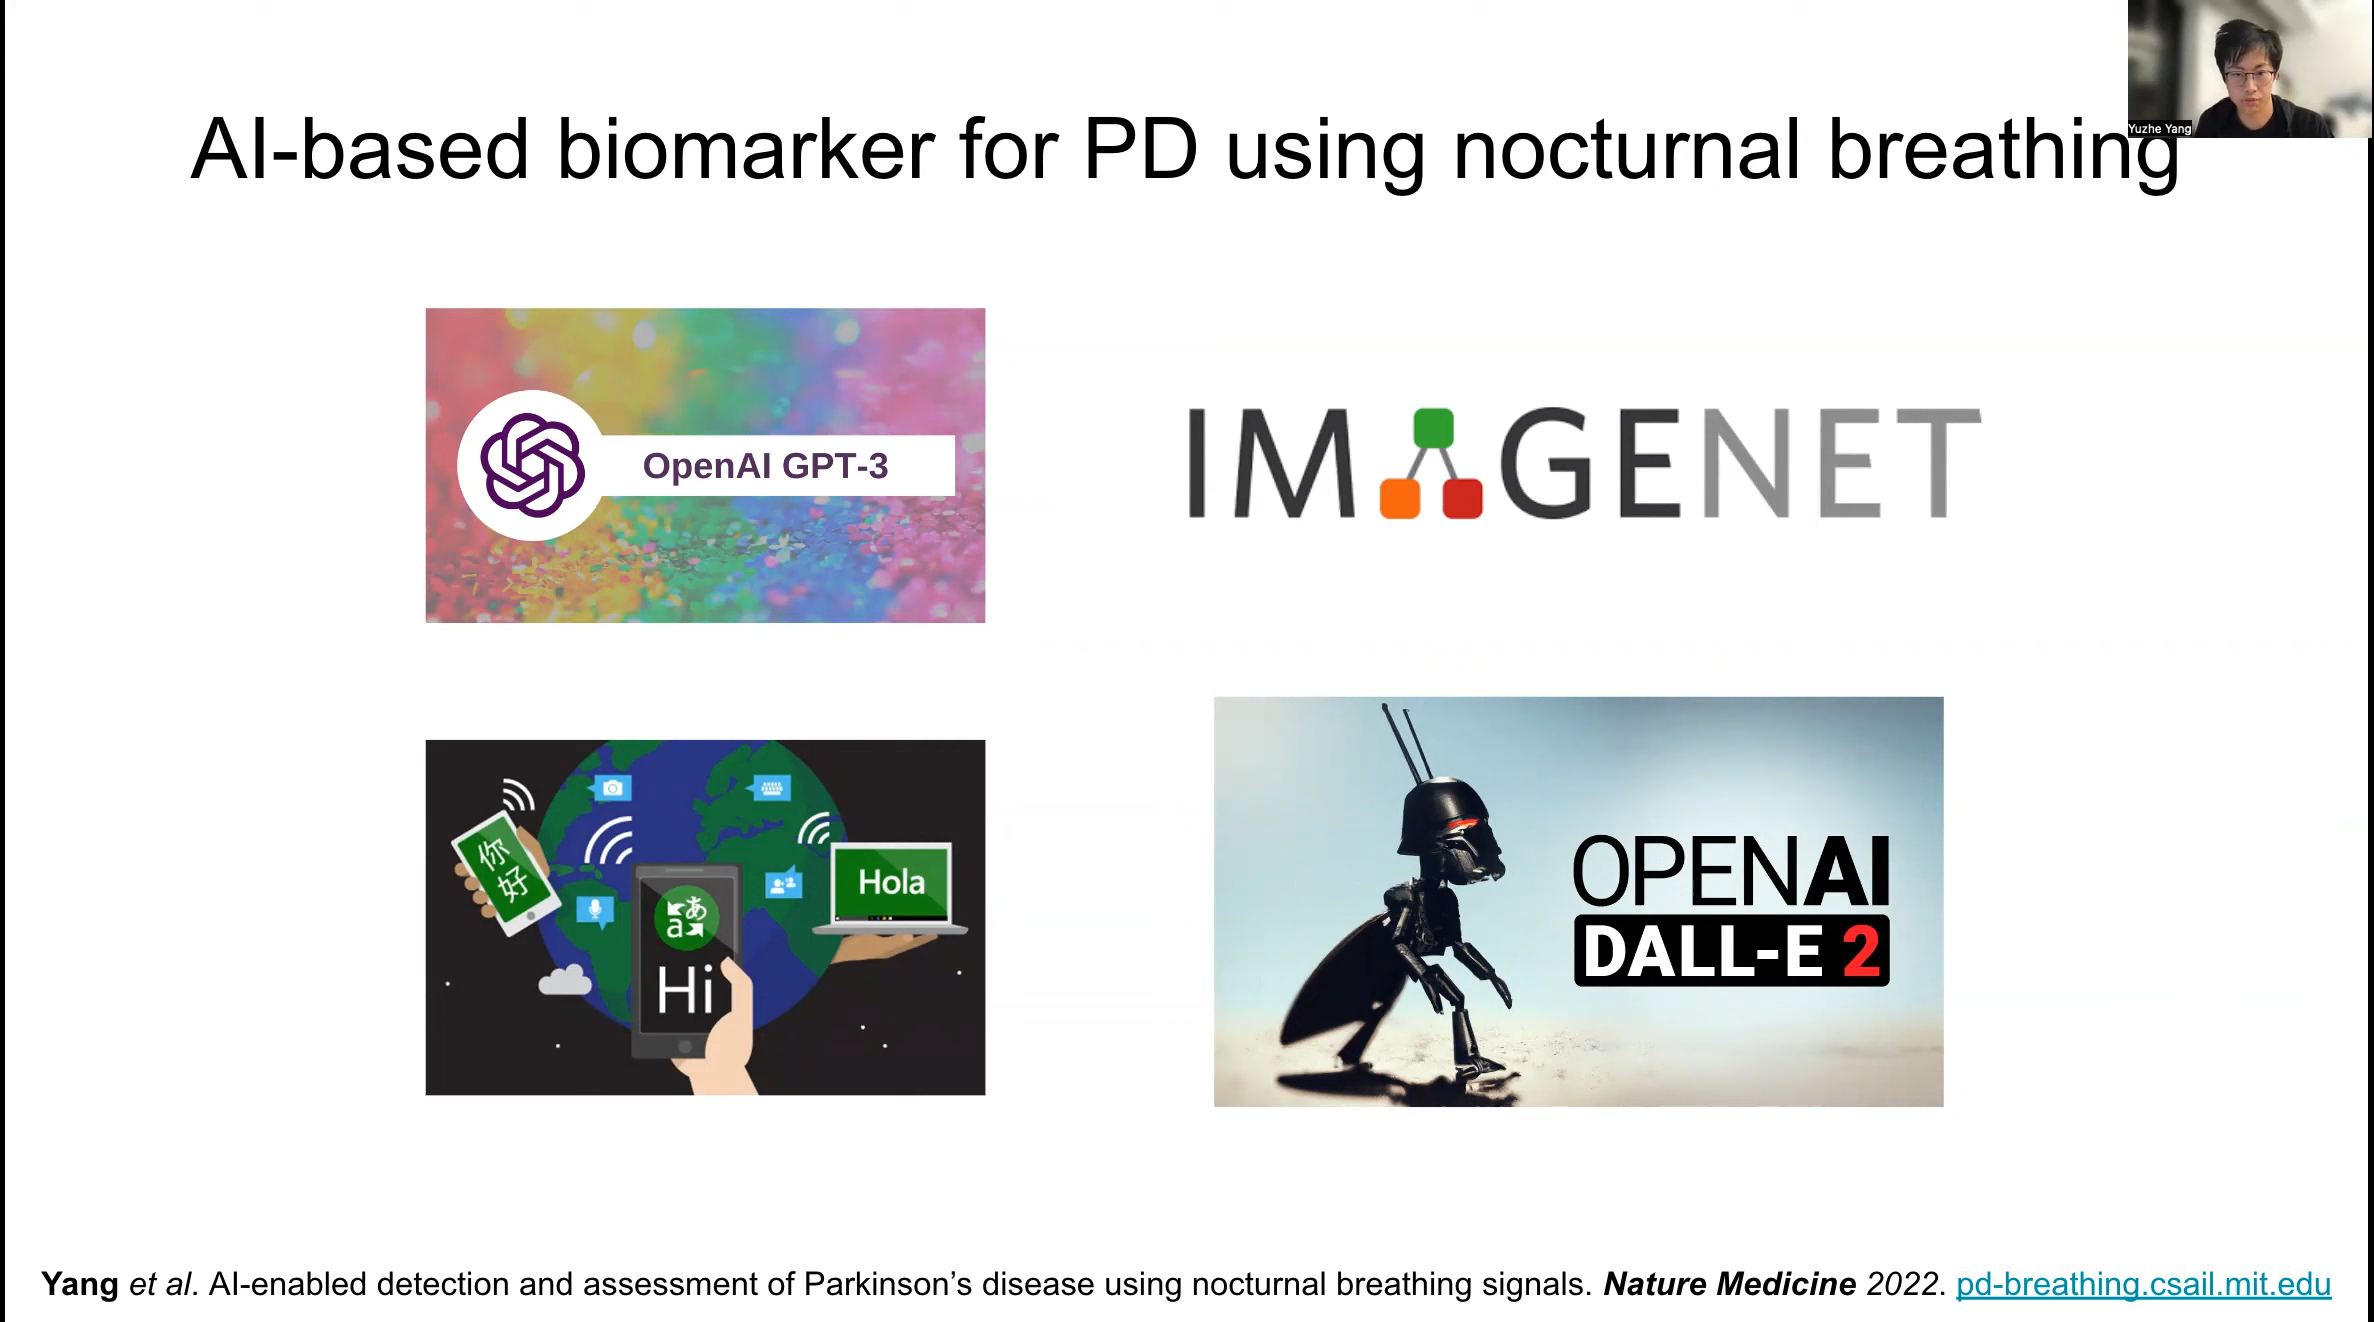 Yuzhe Yang
AI-based biomarker for PD using nocturnal breathing
OpenAI GPT-3
IMAGENET
你
好
あ
a
Hi
Hola
OPENAI
DALL-E 2
Yang et al. AI-enabled detection and assessment of Parkinson’s disease using nocturnal breathing signals. Nature Medicine 2022. pd-breathing.csail.mit.edu